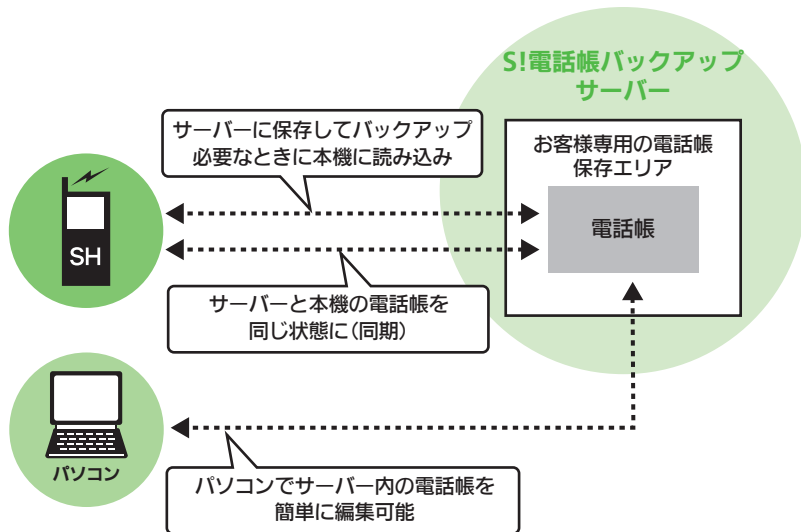 S!電話帳バックアップ
サーバー
サーバーに保存してバックアップ
必要なときに本機に読み込み
お客様専用の電話帳
保存エリア
電話帳
SH
サーバーと本機の電話帳を
同じ状態に(同期)
パソコン
パソコンでサーバー内の電話帳を
簡単に編集可能